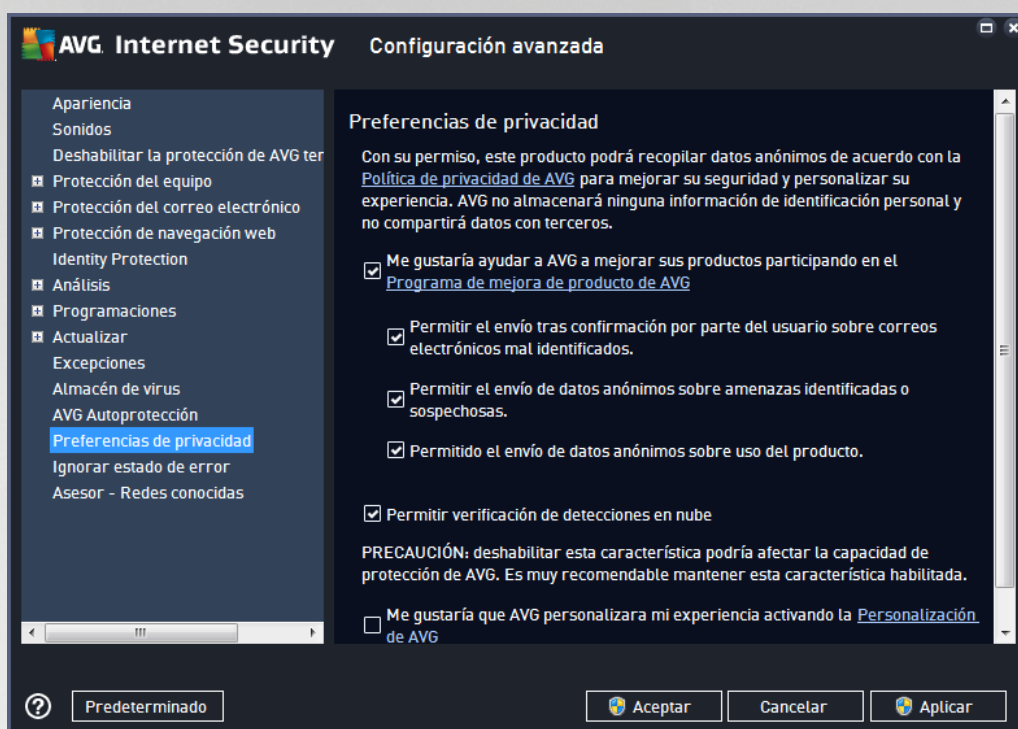 AVG. Internet Security
Configuración avanzada
Apariencia
Sonidos
Deshabilitar la protección de AVG ter
Protección del equipo
Protección del correo electrónico
Protección de navegación web
Identity Protection
Análisis
Programaciones
Actualizar
Excepciones
Almacén de virus
AVG Autoprotección
Preferencias de privacidad
Ignorar estado de error
Asesor - Redes conocidas
Preferencias de privacidad
Con su permiso, este producto podrá recopilar datos anónimos de acuerdo con la
Política de privacidad de AVG para mejorar su seguridad y personalizar su
experiencia. AVG no almacenará ninguna información de identificación personal y
no compartirá datos con terceros.
Me gustaría ayudar a AVG a mejorar sus productos participando en el
Programa de mejora de producto de AVG
Permitir el envío tras confirmación por parte del usuario sobre correos
electrónicos mal identificados.
Permitir el envío de datos anónimos sobre amenazas identificadas o
sospechosas.
Permitido el envío de datos anónimos sobre uso del producto.
Permitir verificación de detecciones en nube
PRECAUCIÓN: deshabilitar esta característica podría afectar la capacidad de
protección de AVG. Es muy recomendable mantener esta característica habilitada.
Me gustaría que AVG personalizara mi experiencia activando la Personalización
de AVG
Predeterminado
Aceptar
Cancelar
Aplicar